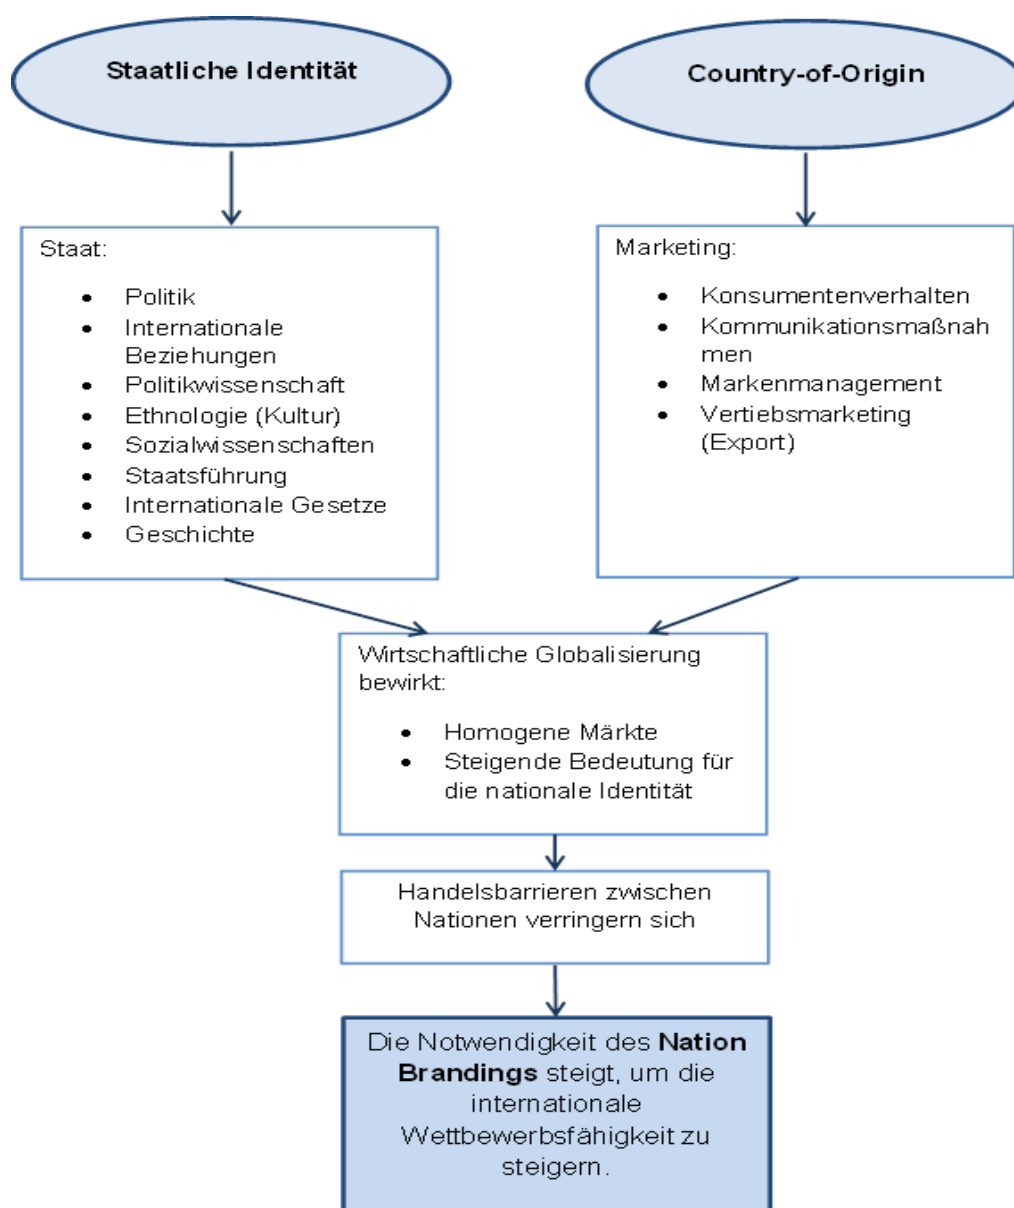 Staatliche Identität
Country-of-Origin
Staat:
• Politik
• Internationale
Beziehungen
• Politikwissenschaft
• Ethnologie (Kultur)
• Sozialwissenschaften
• Staatsführung
• Internationale Gesetze
• Geschichte
Marketing:
• Konsumentenverhalten
• Kommunikationsmaßnah
men
• Markenmanagement
• Vertiebsmarketing
(Export)
Wirtschaftliche Globalisierung
bewirkt:
• Homogene Märkte
• Steigende Bedeutung für
die nationale Identität
Handelsbarrieren zwischen
Nationen verringern sich
Die Notwendigkeit des Nation
Brandings steigt, um die
internationale
Wettbewerbsfähigkeit zu
steigern.